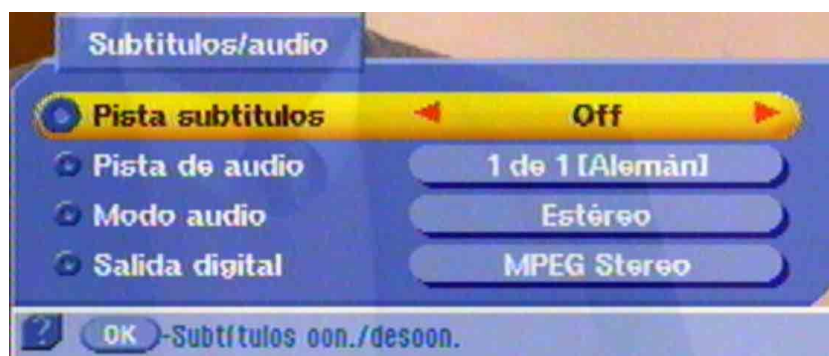 Subtitulos/audio
Pista subtitulos Off
Pista de audio 1 de 1 [Alemán]
Modo audio Estéreo
Salida digital MPEG Stereo
? OK -Subtítulos con./descon.